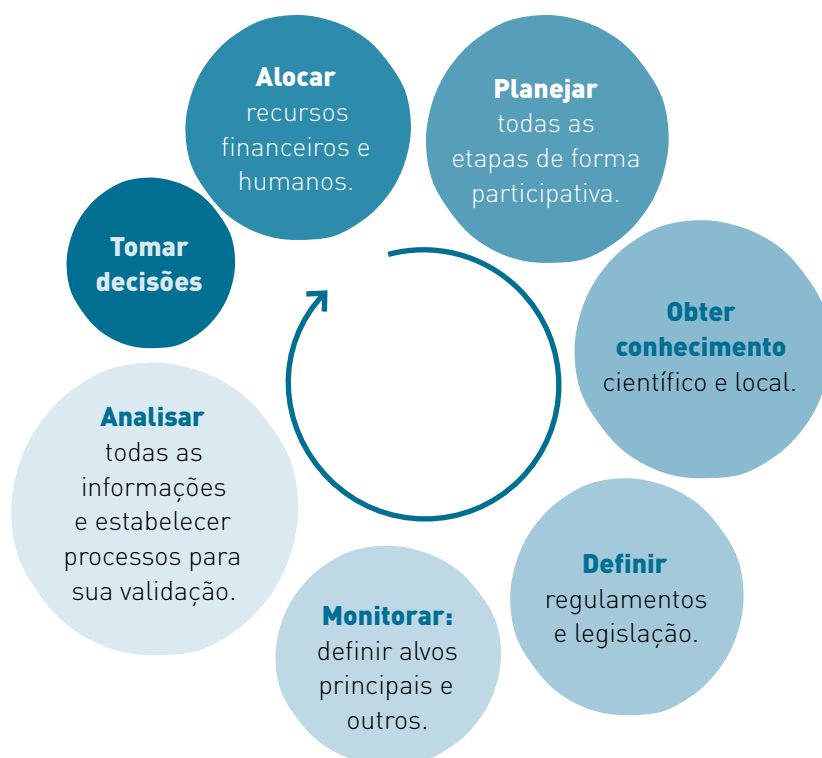 Alocar
recursos
financeiros e
humanos.
Planejar
todas as
etapas de forma
participativa.
Obter
conhecimento
científico e local.
Definir
regulamentos
e legislação.
Monitorar:
definir alvos
principais e
outros.
Analisar
todas as
informações
e estabelecer
processos para
sua validação.
Tomar
decisões